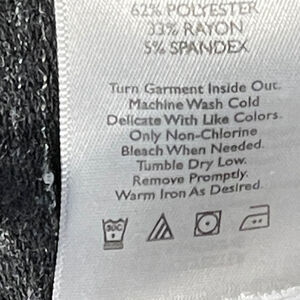 62% POLYESTER
33% RAYON
5% SPANDEX
Turn Garment Inside Out.
Machine Wash Cold
Delicate With Like Colors.
Only Non-Chlorine
Bleach When Needed.
Tumble Dry Low.
Remove Promptly.
Warm Iron As Desired.
30C